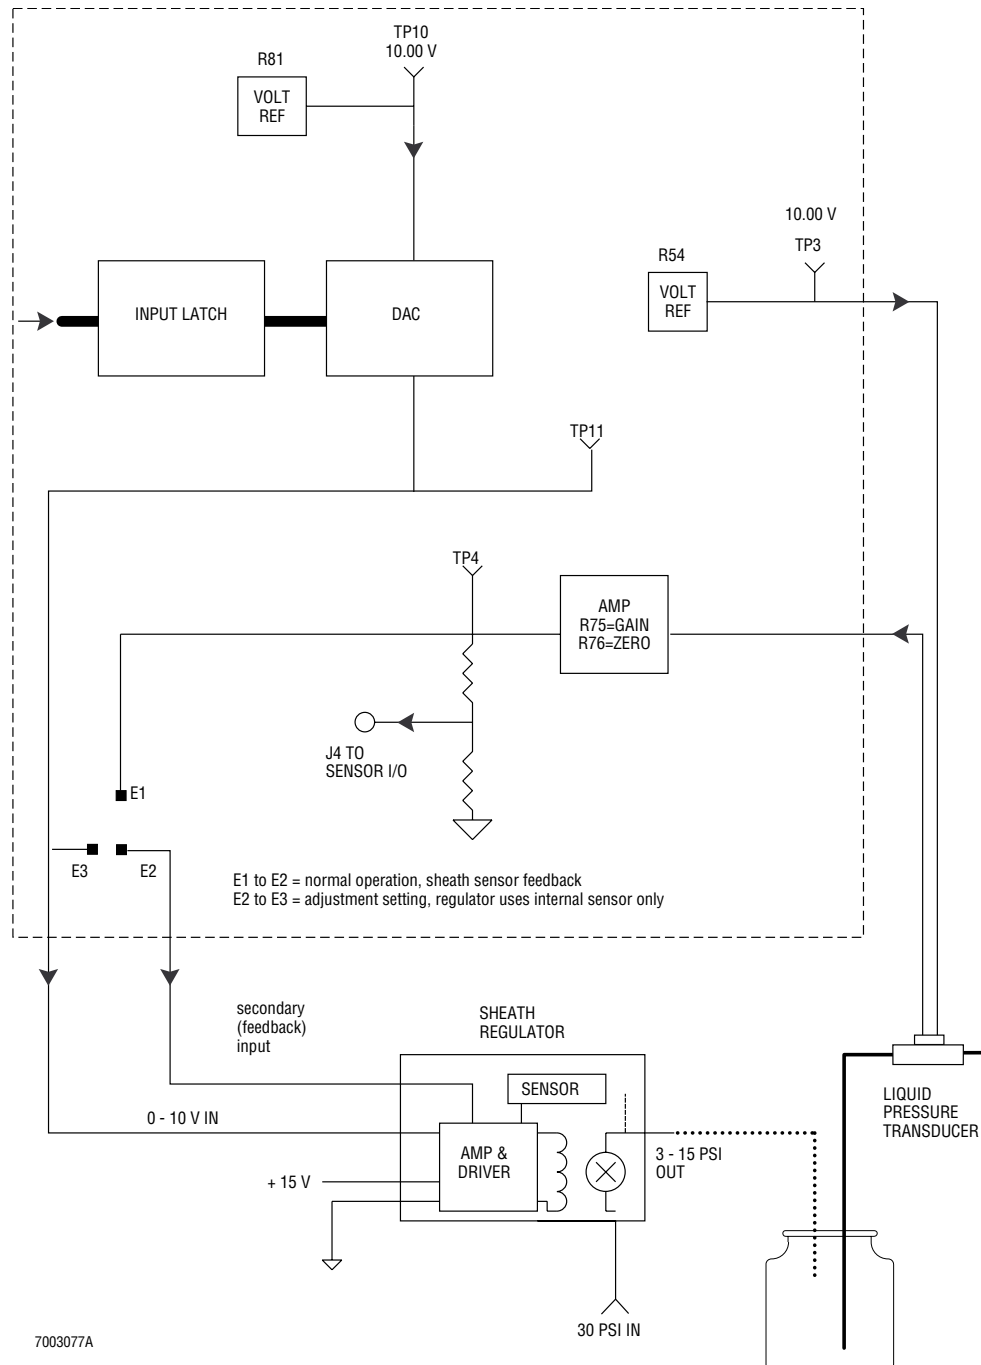 TP10
10.00 V
R81
VOLT
REF
10.00 V
TP3
R54
VOLT
REF
INPUT LATCH
DAC
TP11
TP4
AMP
R75=GAIN
R76=ZERO
J4 TO
SENSOR I/O
E1
E3
E2
E1 to E2 = normal operation, sheath sensor feedback
E2 to E3 = adjustment setting, regulator uses internal sensor only
secondary
(feedback)
input
SHEATH
REGULATOR
SENSOR
LIQUID
PRESSURE
TRANSDUCER
0 - 10 V IN
AMP &
DRIVER
3 - 15 PSI
OUT
+ 15 V
30 PSI IN
7003077A